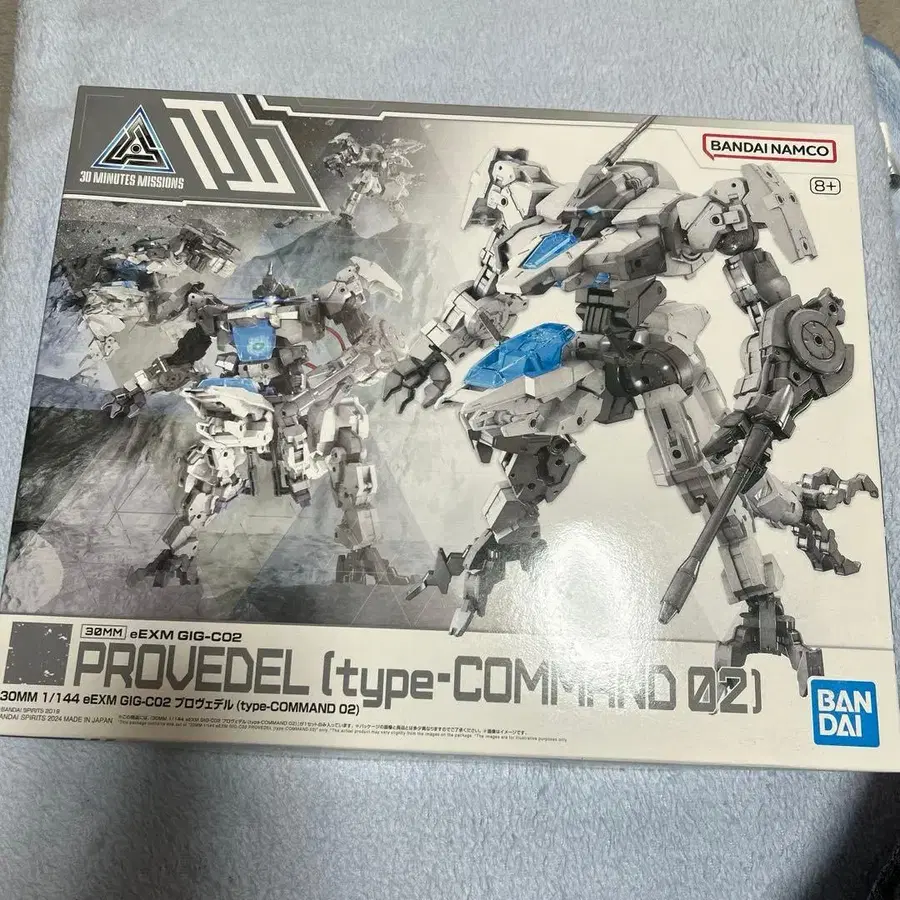 30 MINUTES MISSIONS
BANDAI NAMCO
8+
30MM eEXM GIG-C02
PROVEDEL (type-COMMAND 02)
30MM 1/144 eEXM GIG-C02 プロヴェデル (type-COMMAND 02)
BANDAI SPIRITS 2019
BANDAI SPIRITS 2024 MADE IN JAPAN
BAN
DAI